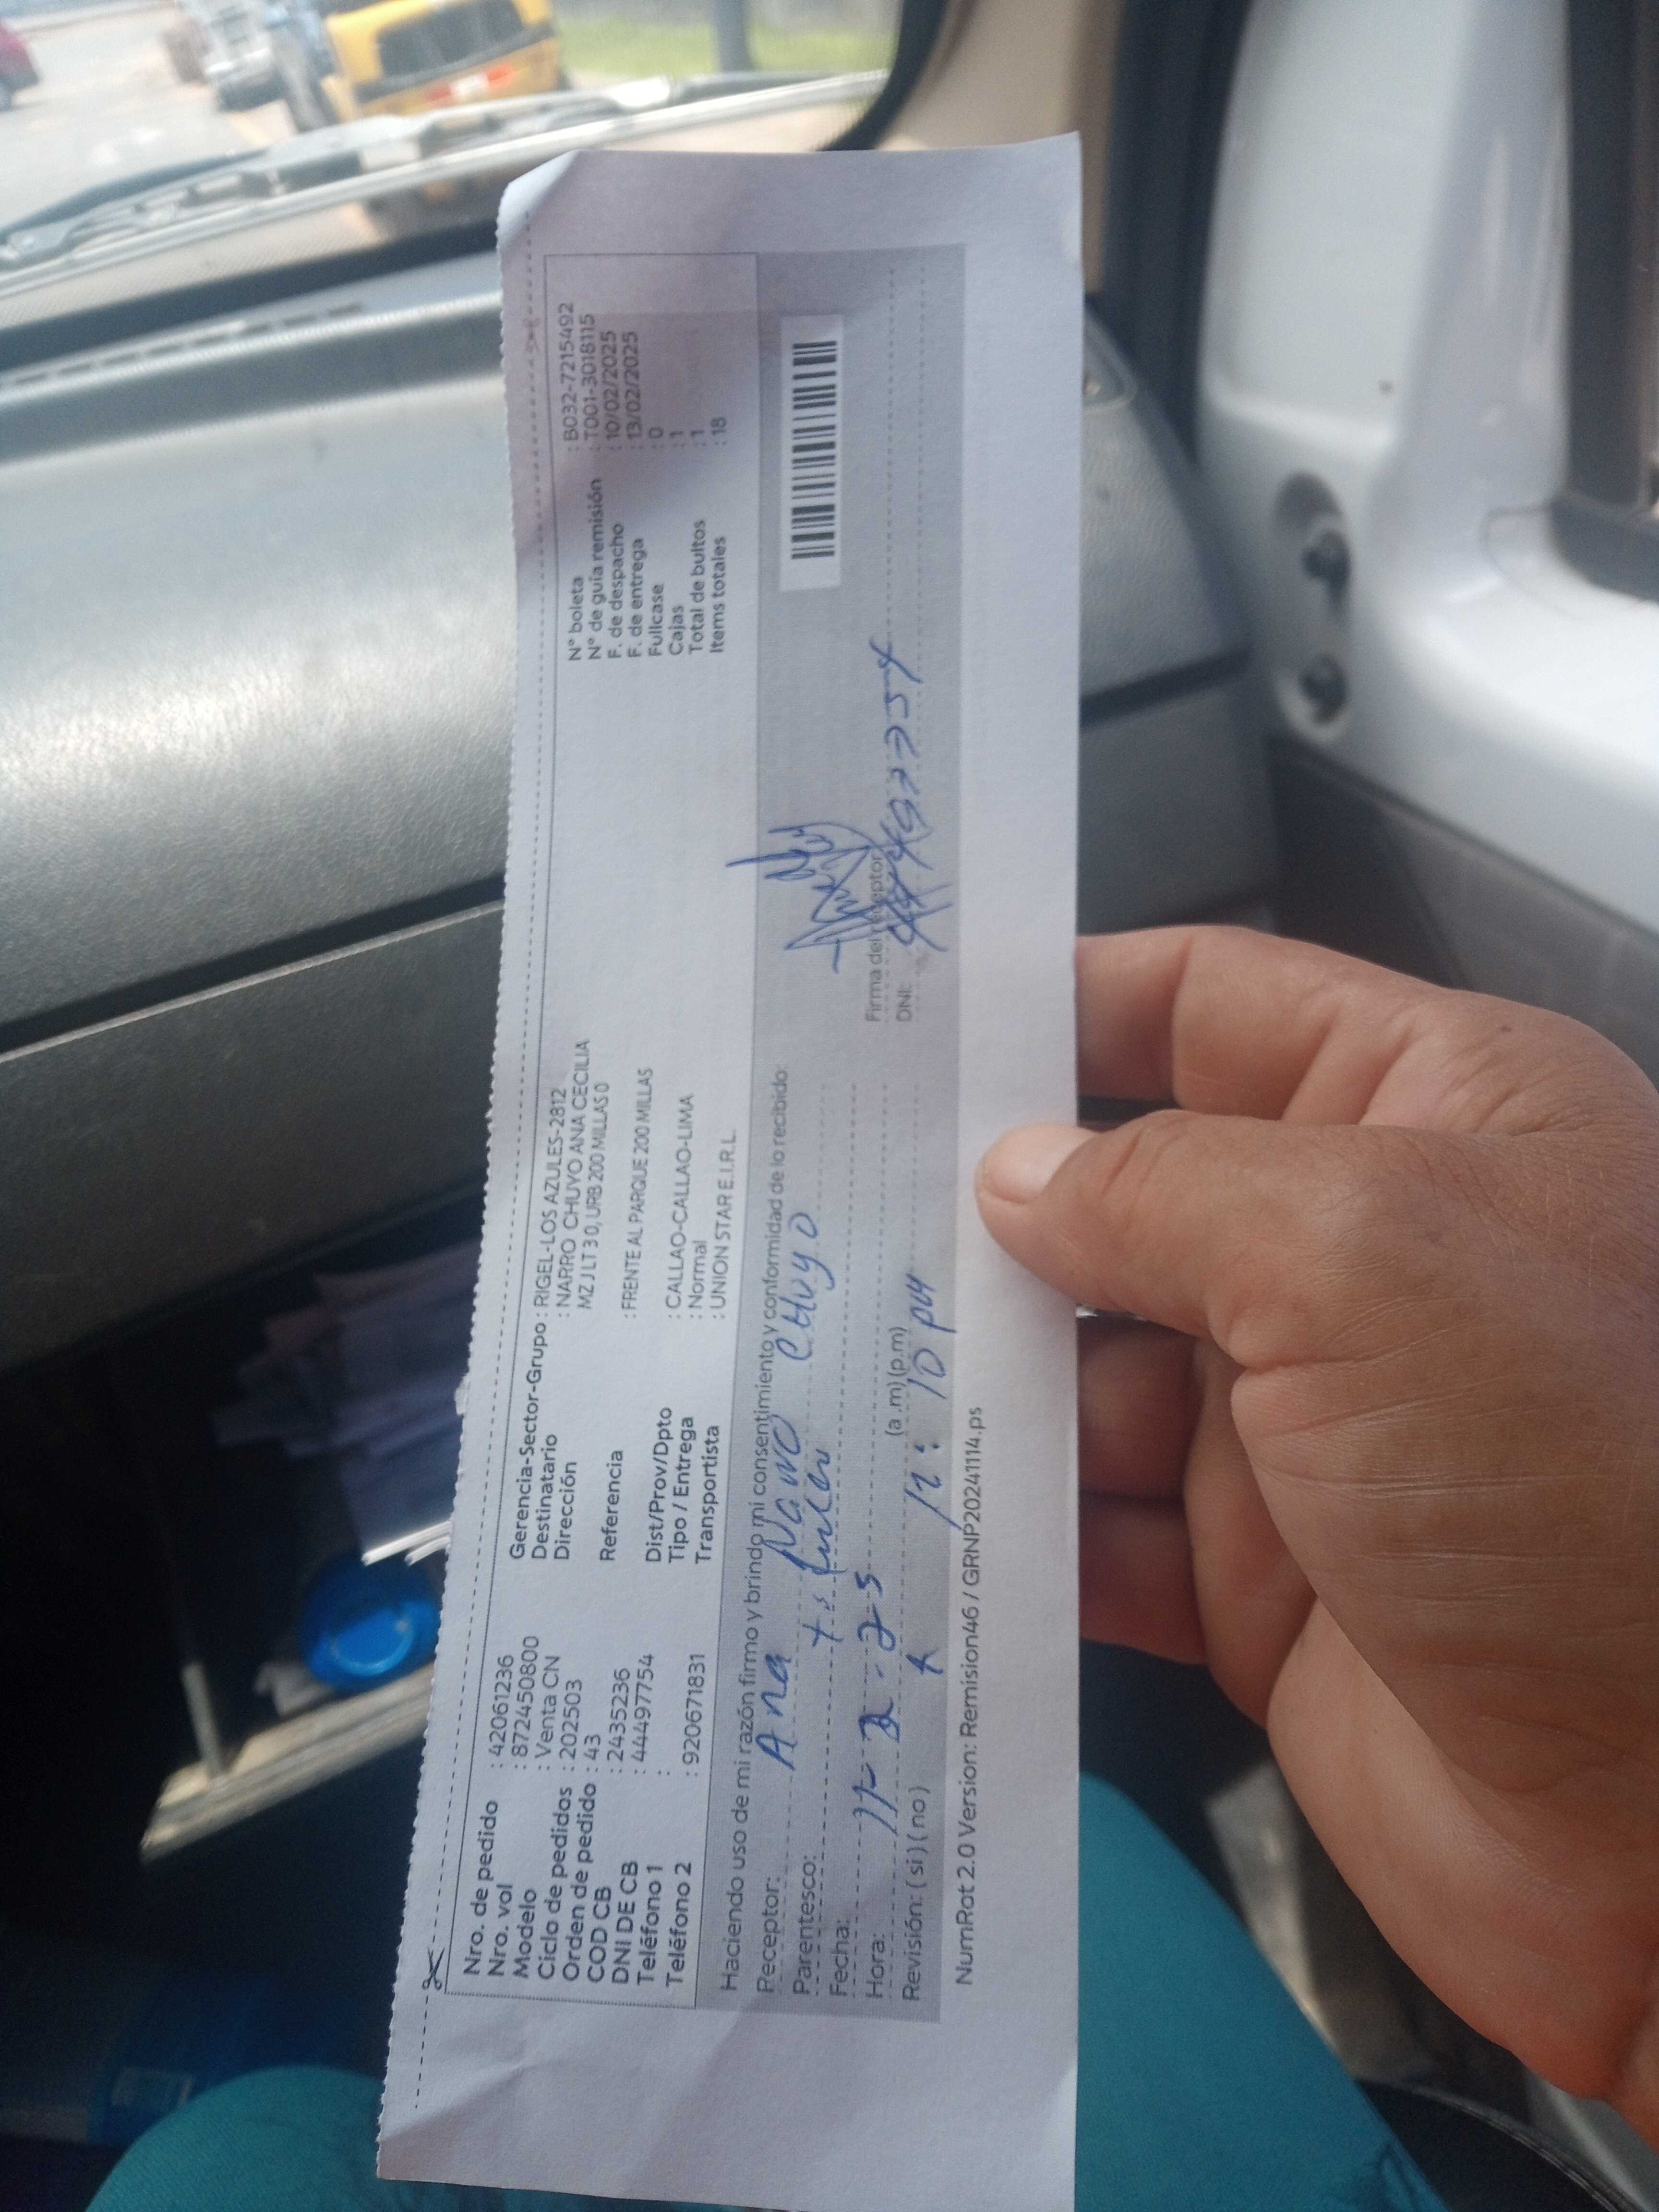 Nro. de pedido : 42061236
Nro. vol : 872450800
Modelo : Venta CN
Ciclo de pedidos : 202503
Orden de pedido : 43
COD CB : 2435236
DNI DE CB : 44497754
Teléfono 1 :
Teléfono 2 : 920671831
Gerencia-Sector-Grupo : RIGEL-LOS AZULES-2812
Destinatario : NARRO CHUYO ANA CECILIA
Dirección MZ J LT 3 0, URB 200 MILLAS 0
Referencia : FRENTE AL PARQUE 200 MILLAS
Dist/Prov/Dpto : CALLAO-CALLAO-LIMA
Tipo / Entrega : Normal
Transportista : UNION STAR E.I.R.L.
N° boleta : B032-7215492
N° de guía remisión : T001-3018115
F. de despacho : 10/02/2025
F. de entrega : 13/02/2025
Fullcase : 0
Cajas : 1
Total de bultos : 1
Items totales : 18
Haciendo uso de mi razón firmo y brindo mi consentimiento y conformidad de lo recibido:
Receptor: Ana Narro Chuyo
Parentesco:
Fecha:
Hora: (a .m) (p.m) 12:10 pm
Revisión: ( si ) ( no )
Firma del receptor
DNI: 44497754
NumRot 2.0 Version: Remision46 / GRNP20241114.ps